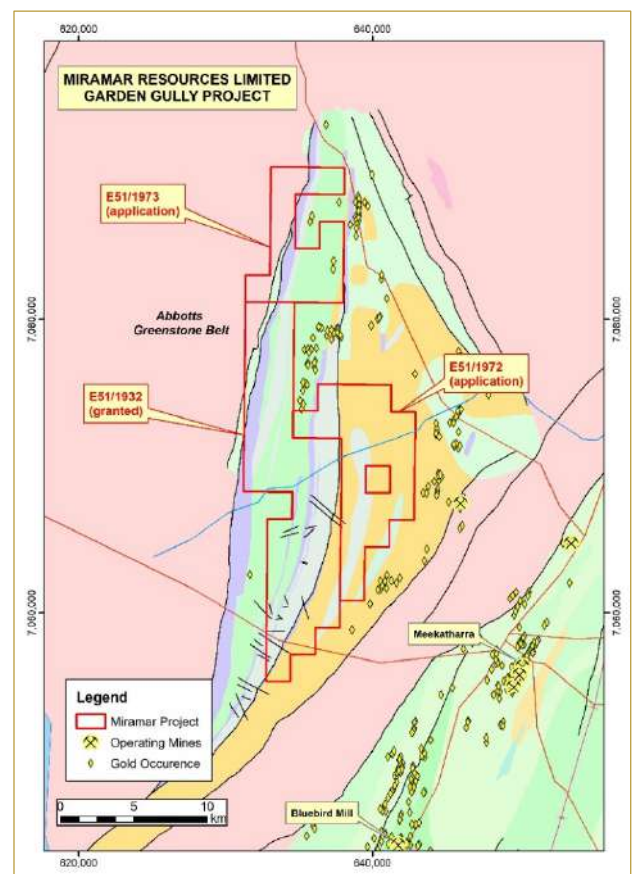 620,000
640,000
MIRAMAR RESOURCES LIMITED
GARDEN GULLY PROJECT
E51/1973
(application)
Abbotts
Greenstone Belt
7,080,000
7,080,000
E51/1972
(application)
E51/1932
(granted)
7,060,000
7,060,000
Meekatharra
Legend
Miramar Project
Operating Mines
Gold Occurence
0
5
10
km
Bluebird Mill
620,000
640,000